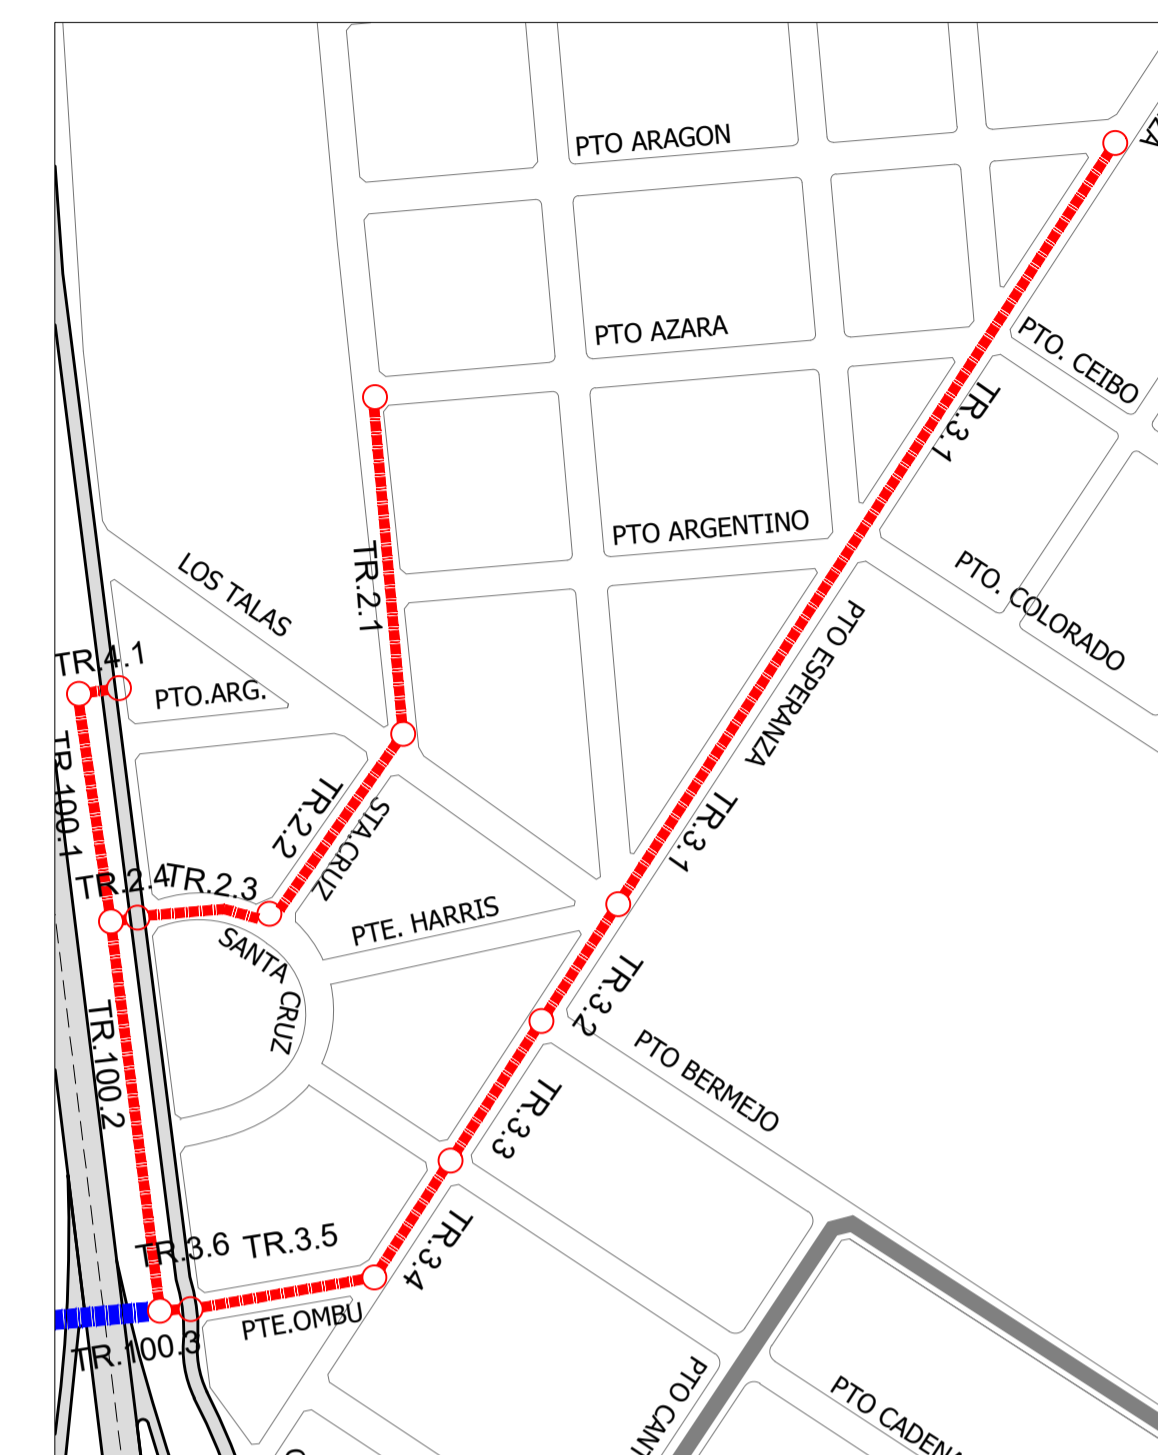 PTO ARAGON
PTO AZARA
PTO. CEIBO
TR.3.1
PTO ARGENTINO
TR.2.1
LOS TALAS
PTO. COLORADO
PTO ESPERANZA
TR.4.1
PTO.ARG.
TR.100.1
TR.2.2
STA.CRUZ
TR.3.1
TR.2.4
TR.2.3
PTE. HARRIS
SANTA CRUZ
TR.3.2
TR.100.2
PTO BERMEJO
TR.3.3
TR.3.4
TR.3.6
TR.3.5
PTE.OMBU
TR.100.3
PTO CANT
PTO CADENA